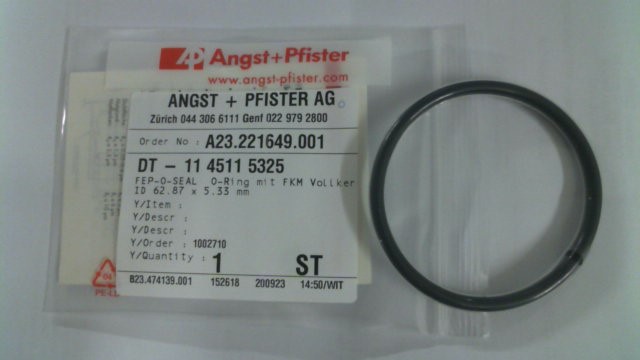 AP Angst+Pfister
www.angst-pfister.com
ANGST + PFISTER AG
Zürich 044 306 6111 Genf 022 979 2800
Order No : A23.221649.001
DT - 11 4511 5325
FEP-O-SEAL O-Ring mit FKM Vollker
ID 62.87 x 5.33 mm
Y/Item :
Y/Descr :
Y/Descr :
Y/Order : 1002710
Y/Quantity : 1 ST
B23.474139.001 152618 200923 14:50/WIT
04